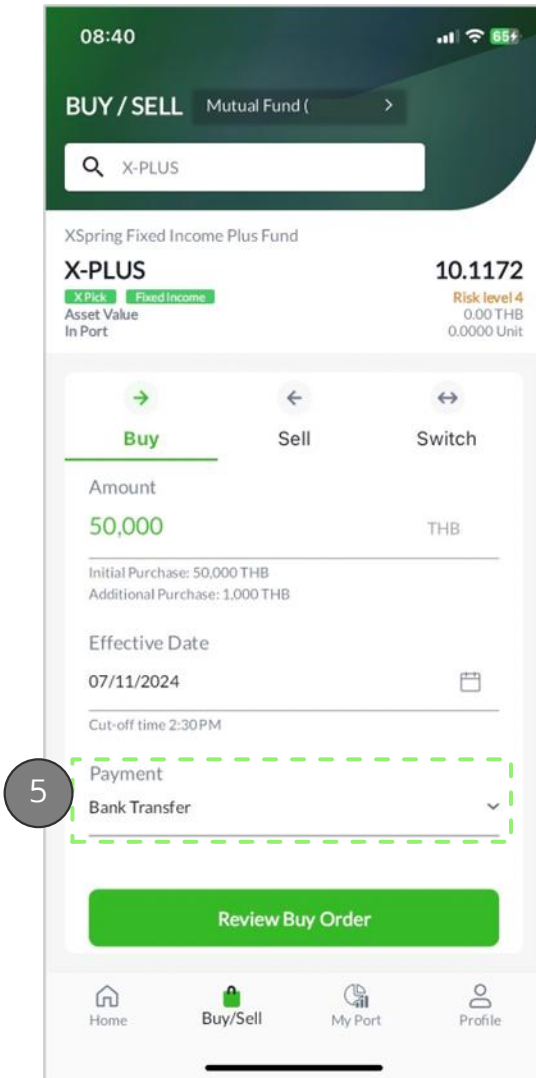 08:40
65
BUY / SELL Mutual Fund ( >
X-PLUS
XSpring Fixed Income Plus Fund
X-PLUS 10.1172
X Pick Fixed Income Risk level 4
Asset Value 0.00 THB
In Port 0.0000 Unit
Buy Sell Switch
Amount
50,000 THB
Initial Purchase: 50,000 THB
Additional Purchase: 1,000 THB
Effective Date
07/11/2024
Cut-off time 2:30PM
5 Payment
Bank Transfer
Review Buy Order
Home Buy/Sell My Port Profile